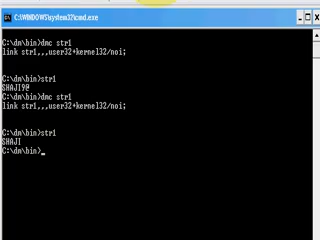 C:\WINDOWS\system32\cmd.exe
C:\dm\bin>dmc str1
link str1,,,user32+kernel32/noi;
C:\dm\bin>str1
SHAJI9@
C:\dm\bin>dmc str1
link str1,,,user32+kernel32/noi;
C:\dm\bin>str1
SHAJI
C:\dm\bin>_